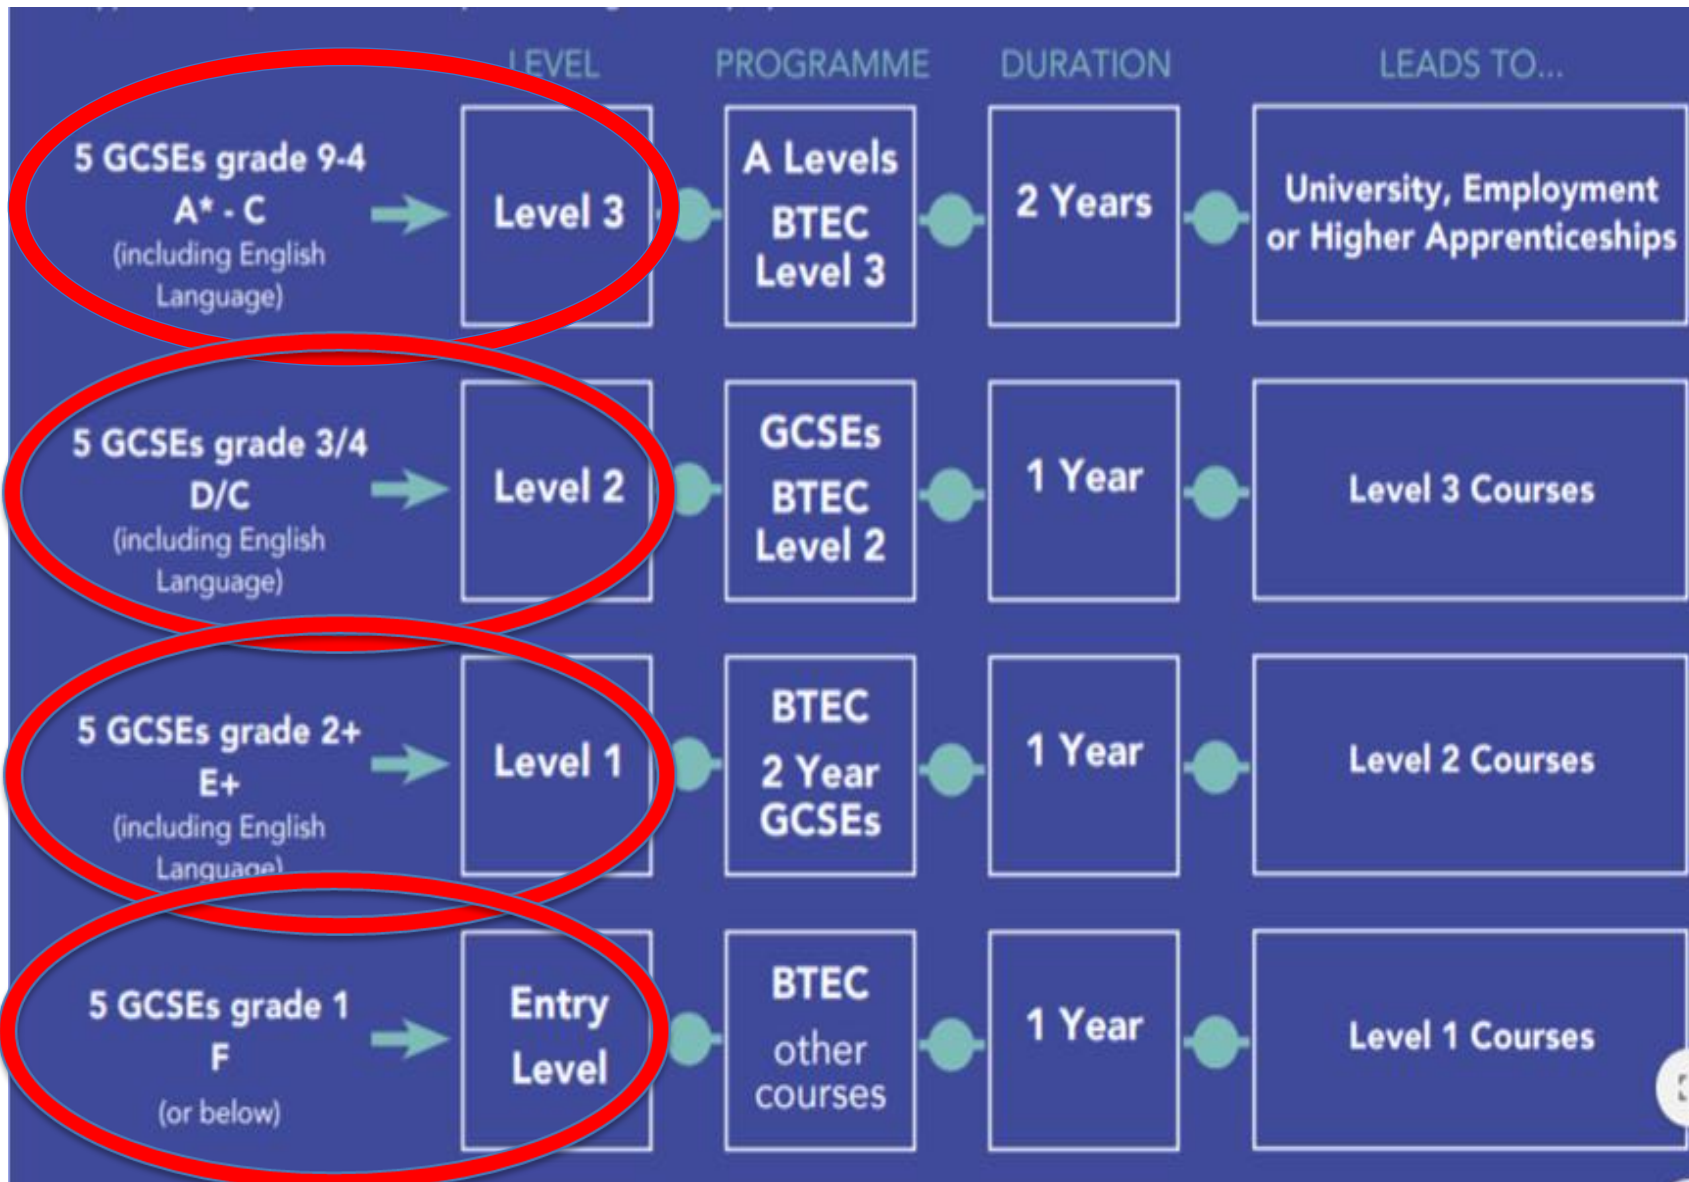 LEVEL PROGRAMME DURATION LEADS TO...
5 GCSEs grade 9-4
A* - C
(including English
Language)
Level 3
A Levels
BTEC
Level 3
2 Years
University, Employment
or Higher Apprenticeships
5 GCSEs grade 3/4
D/C
(including English
Language)
Level 2
GCSEs
BTEC
Level 2
1 Year
Level 3 Courses
5 GCSEs grade 2+
E+
(including English
Language)
Level 1
BTEC
2 Year
GCSEs
1 Year
Level 2 Courses
5 GCSEs grade 1
F
(or below)
Entry
Level
BTEC
other
courses
1 Year
Level 1 Courses